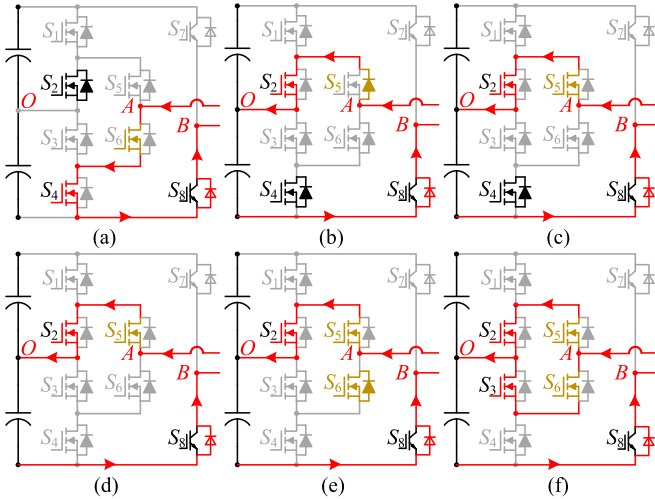 S1 S7 S1 S7 S1 S7
S2 S5 S2 S5 S2 S5
O A O A O A
B B B
S3 S6 S3 S6 S3 S6
S4 S8 S4 S8 S4 S8
(a) (b) (c)
S1 S7 S1 S7 S1 S7
S2 S5 S2 S5 S2 S5
O A O A O A
B B B
S3 S6 S3 S6 S3 S6
S4 S8 S4 S8 S4 S8
(d) (e) (f)